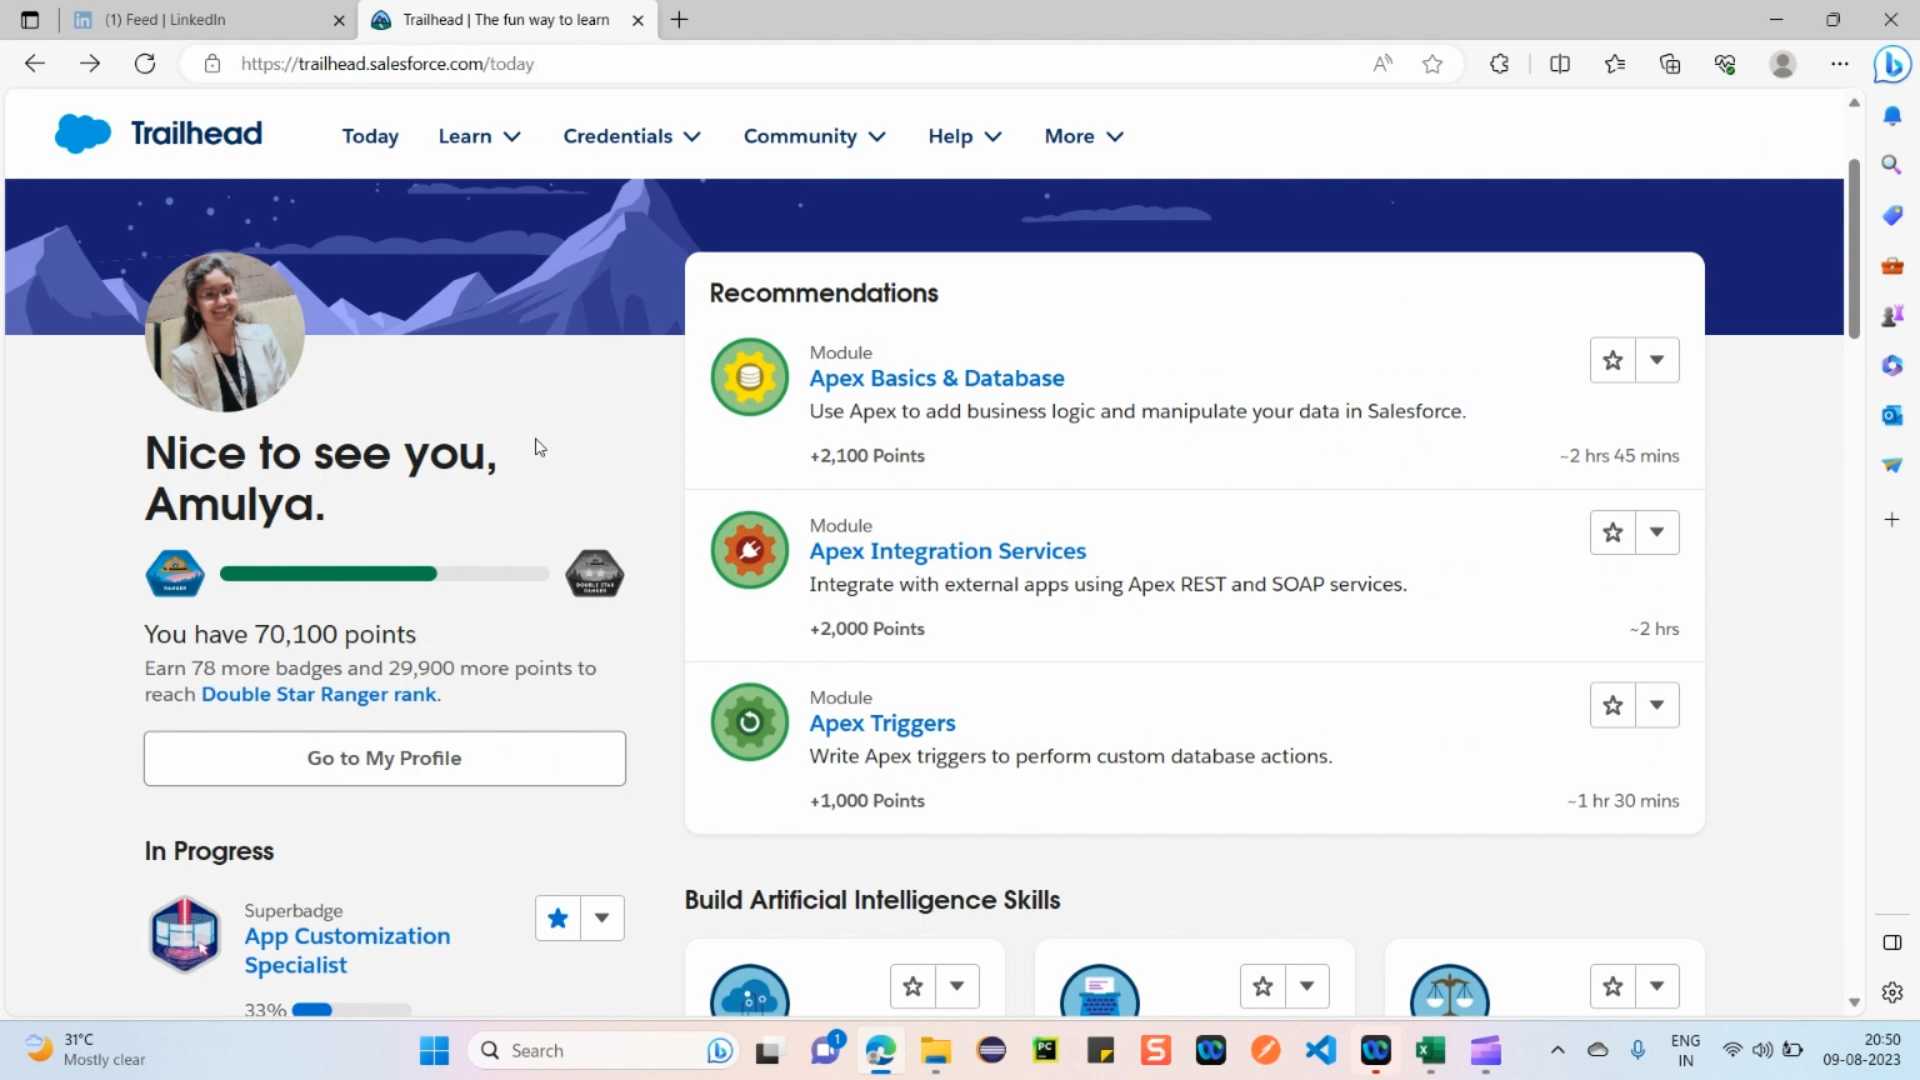 (1) Feed | LinkedIn
Trailhead | The fun way to learn
https://trailhead.salesforce.com/today
Trailhead
Today
Learn
Credentials
Community
Help
More
Nice to see you,
Amulya.
RANGER
DOUBLE STAR
RANGER
You have 70,100 points
Earn 78 more badges and 29,900 more points to
reach Double Star Ranger rank.
Go to My Profile
In Progress
Superbadge
App Customization
Specialist
33%
Recommendations
Module
Apex Basics & Database
Use Apex to add business logic and manipulate your data in Salesforce.
+2,100 Points
~2 hrs 45 mins
Module
Apex Integration Services
Integrate with external apps using Apex REST and SOAP services.
+2,000 Points
~2 hrs
Module
Apex Triggers
Write Apex triggers to perform custom database actions.
+1,000 Points
~1 hr 30 mins
Build Artificial Intelligence Skills
31°C
Mostly clear
Search
1
PC
S
ENG
IN
20:50
09-08-2023